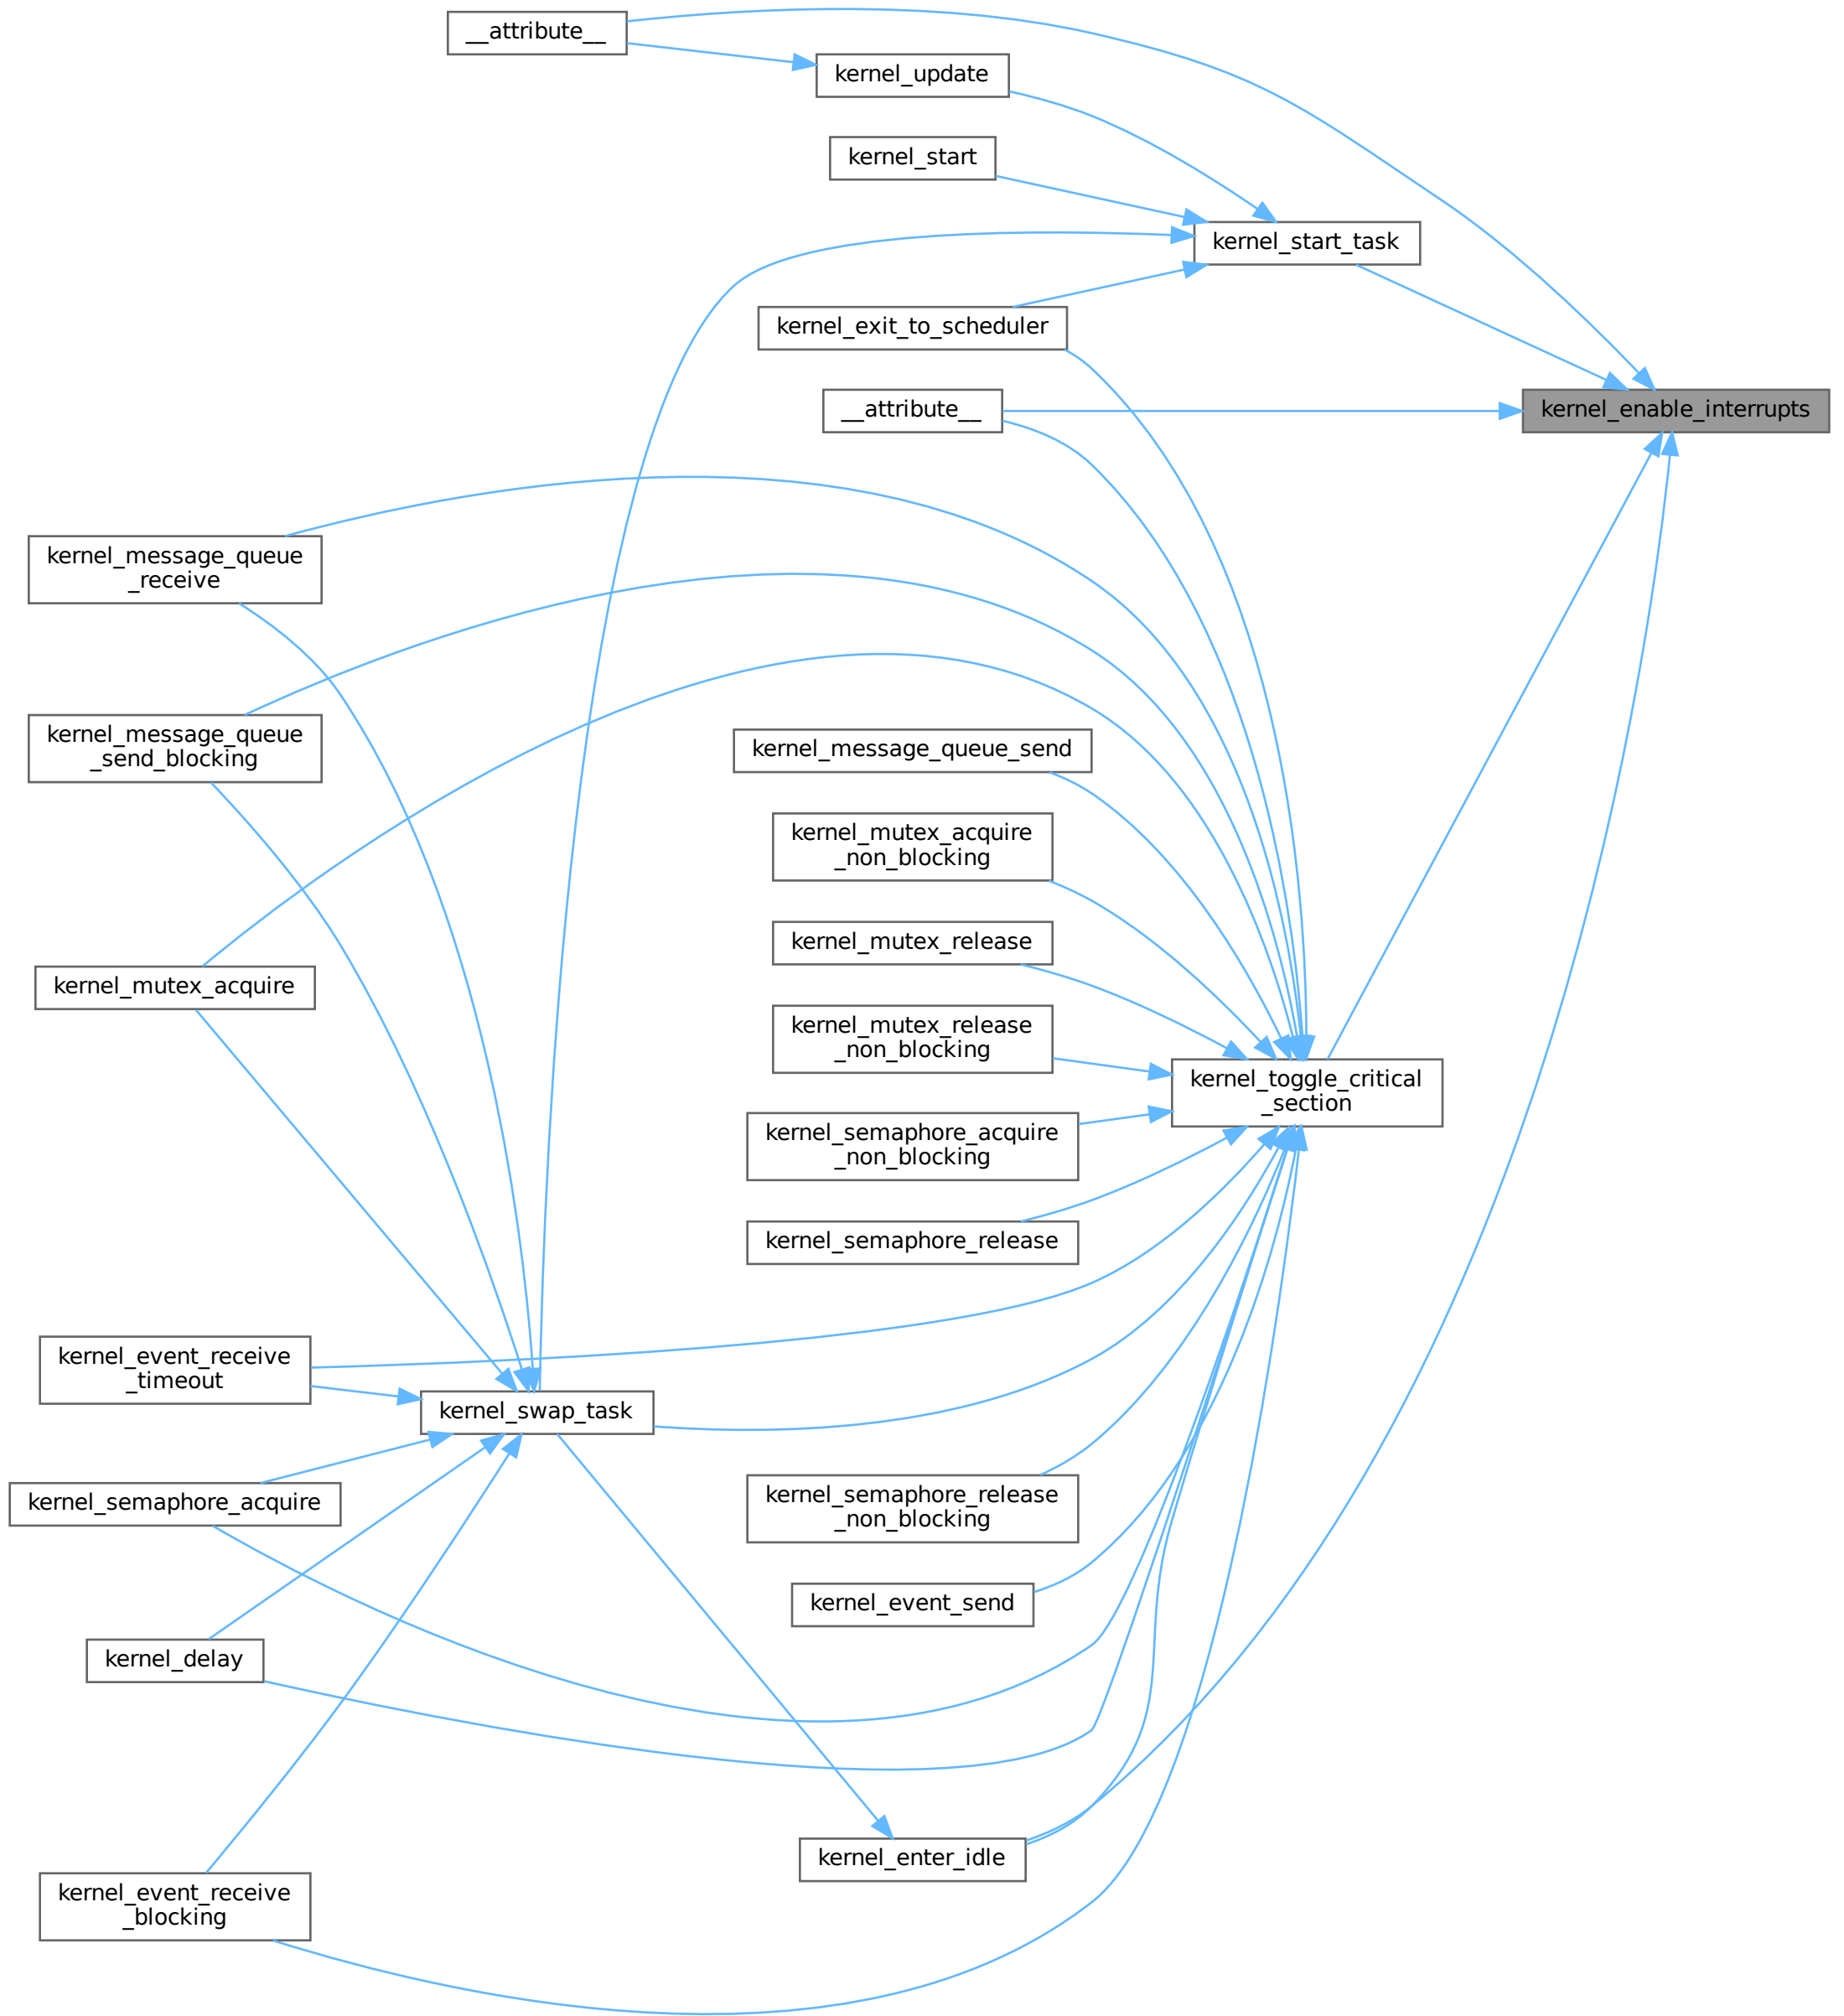 __attribute__
kernel_update
kernel_start
kernel_start_task
kernel_exit_to_scheduler
__attribute__
kernel_enable_interrupts
kernel_message_queue
_receive
kernel_message_queue
_send_blocking
kernel_message_queue_send
kernel_mutex_acquire
_non_blocking
kernel_mutex_release
kernel_mutex_acquire
kernel_mutex_release
_non_blocking
kernel_toggle_critical
_section
kernel_semaphore_acquire
_non_blocking
kernel_semaphore_release
kernel_event_receive
_timeout
kernel_swap_task
kernel_semaphore_acquire
kernel_semaphore_release
_non_blocking
kernel_event_send
kernel_delay
kernel_enter_idle
kernel_event_receive
_blocking